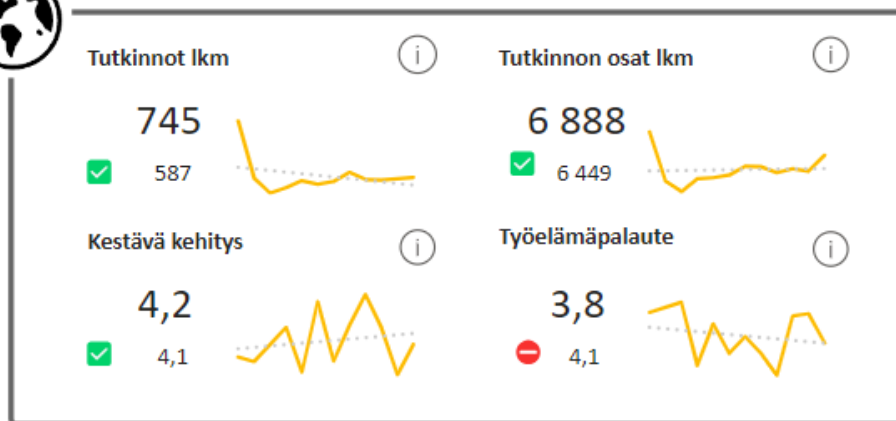 Tutkinnot lkm
745
587
Tutkinnon osat lkm
6 888
6 449
Kestävä kehitys
4,2
4,1
Työelämäpalaute
3,8
4,1